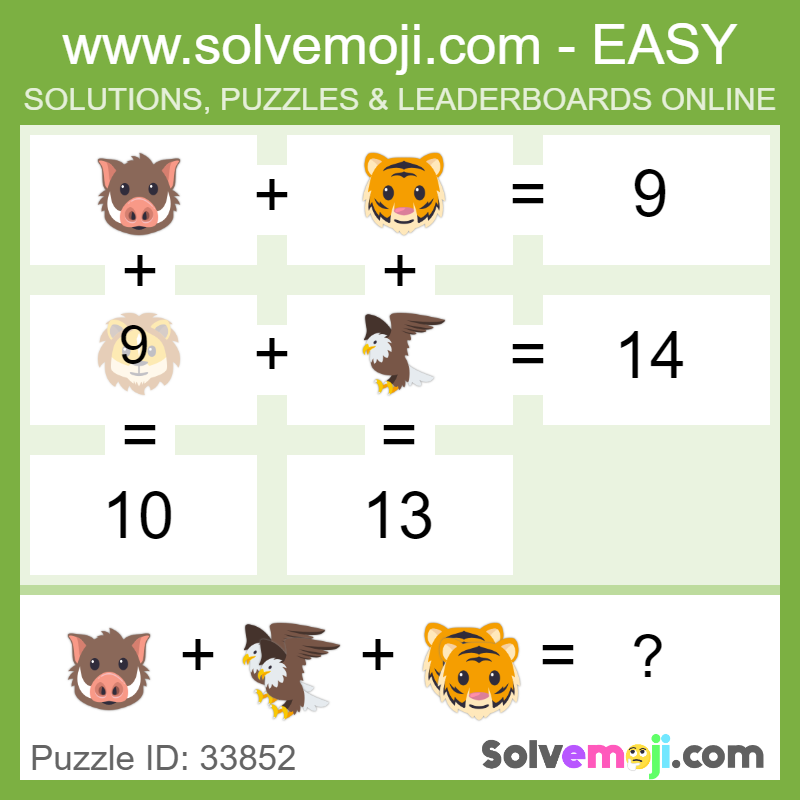 www.solvemoji.com - EASY
SOLUTIONS, PUZZLES & LEADERBOARDS ONLINE
+ = 9
+ +
9 + = 14
= =
10 13
+ + = ?
Puzzle ID: 33852 Solvemoji.com